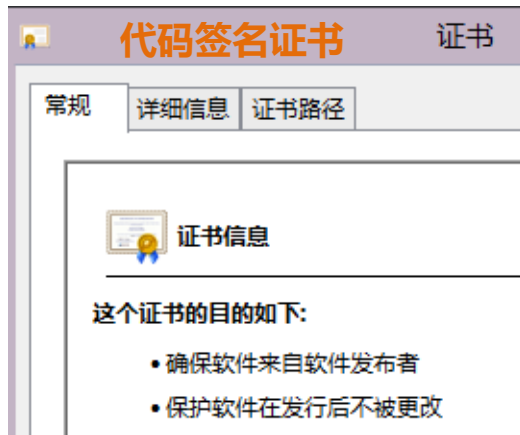 代码签名证书 证书
常规 详细信息 证书路径
证书信息
这个证书的目的如下:
• 确保软件来自软件发布者
• 保护软件在发行后不被更改